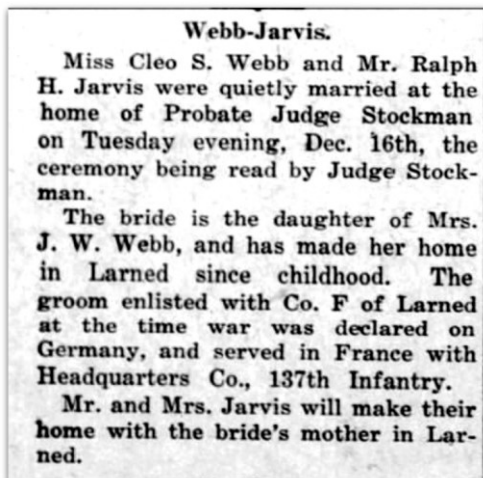 Webb-Jarvis.
Miss Cleo S. Webb and Mr. Ralph
H. Jarvis were quietly married at the
home of Probate Judge Stockman
on Tuesday evening, Dec. 16th, the
ceremony being read by Judge Stock-
man.
The bride is the daughter of Mrs.
J. W. Webb, and has made her home
in Larned since childhood. The
groom enlisted with Co. F of Larned
at the time war was declared on
Germany, and served in France with
Headquarters Co., 137th Infantry.
Mr. and Mrs. Jarvis will make their
home with the bride's mother in Lar-
ned.